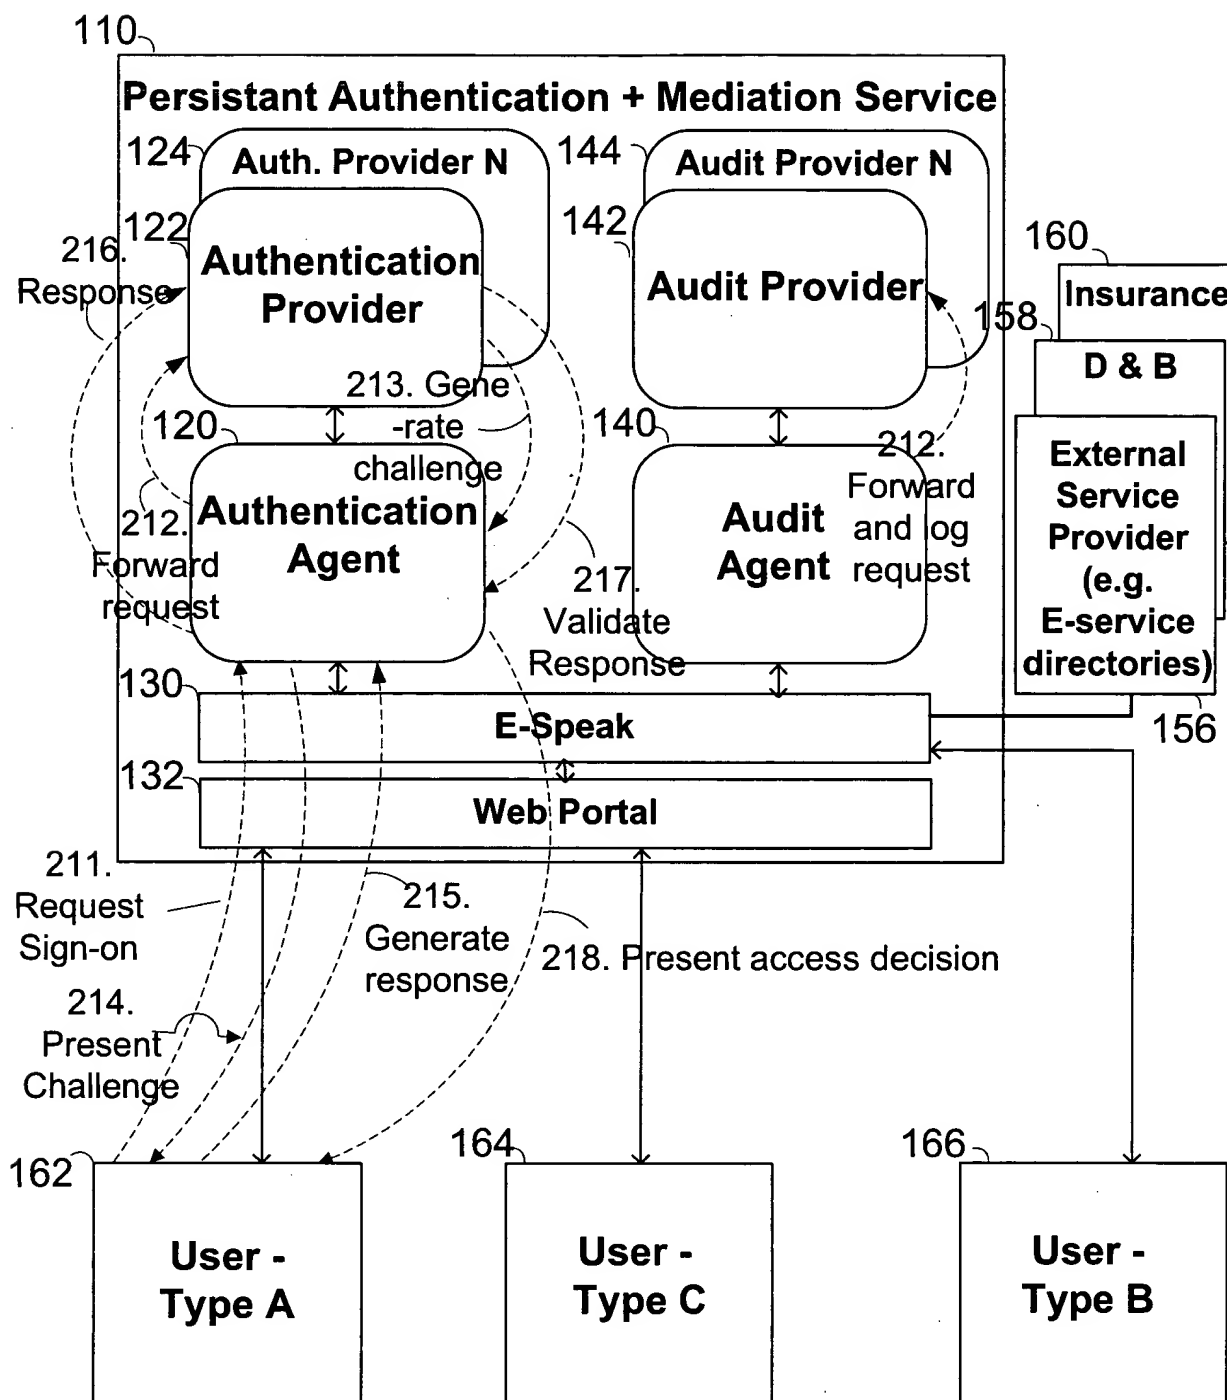 110
Persistant Authentication + Mediation Service
124
Auth. Provider N
144
Audit Provider N
122
Authentication
Provider
142
Audit Provider
216.
Response
160
Insurance
158
D & B
213. Gene
-rate
challenge
120
Authentication
Agent
140
Audit
Agent
212.
Forward
and log
request
External
Service
Provider
(e.g.
E-service
directories)
156
212.
Forward
request
217.
Validate
Response
130
E-Speak
132
Web Portal
211.
Request
Sign-on
215.
Generate
response
218. Present access decision
214.
Present
Challenge
162
User -
Type A
164
User -
Type C
166
User -
Type B